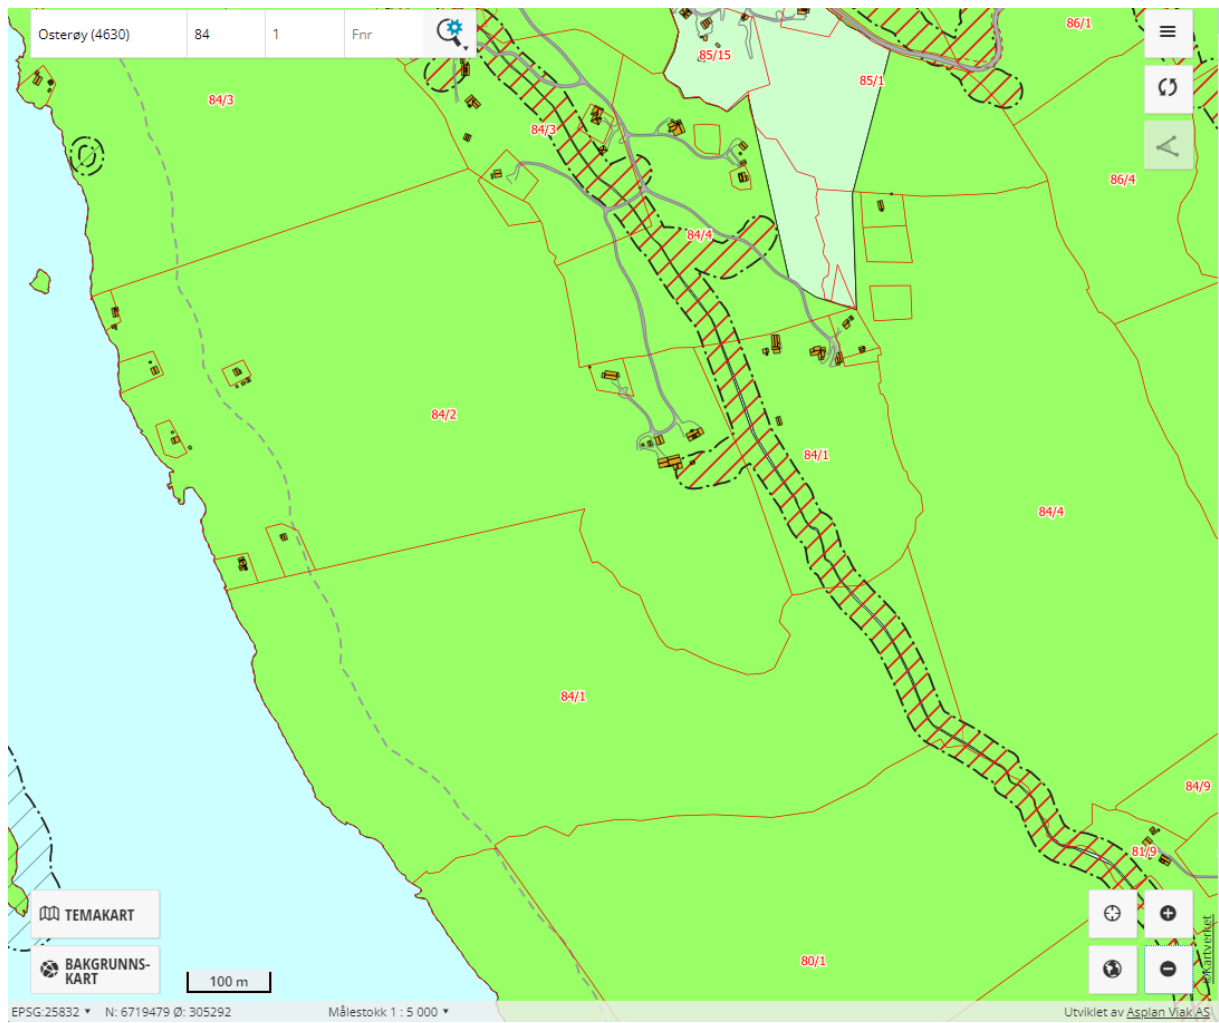 Osterøy (4630) 84 1 Fnr
86/1
85/15
85/1
84/3
84/3
86/4
84/4
84/2
84/1
84/4
84/1
84/9
81/9
80/1
TEMAKART
BAKGRUNNS-
KART
100 m
©Kartverket
EPSG:25832 N: 6719479 Ø: 305292 Målestokk 1 : 5 000 Utviklet av Asplan Viak AS